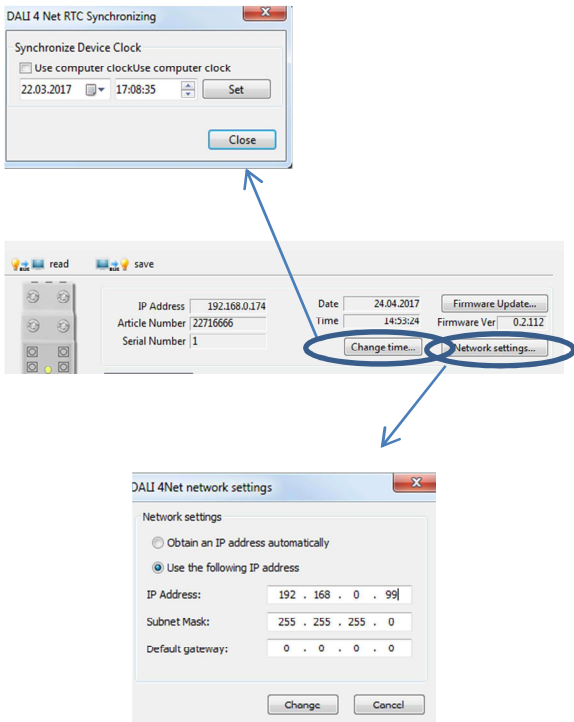 DALI 4 Net RTC Synchronizing
Synchronize Device Clock
Use computer clockUse computer clock
22.03.2017 17:08:35 Set
Close
read save
IP Address 192.168.0.174 Date 24.04.2017 Firmware Update...
Article Number 22716666 Time 14:53:24 Firmware Ver 0.2.112
Serial Number 1 Change time... Network settings...
DALI 4Net network settings
Network settings
Obtain an IP address automatically
Use the following IP address
IP Address: 192 . 168 . 0 . 99
Subnet Mask: 255 . 255 . 255 . 0
Default gateway: 0 . 0 . 0 . 0
Change Cancel